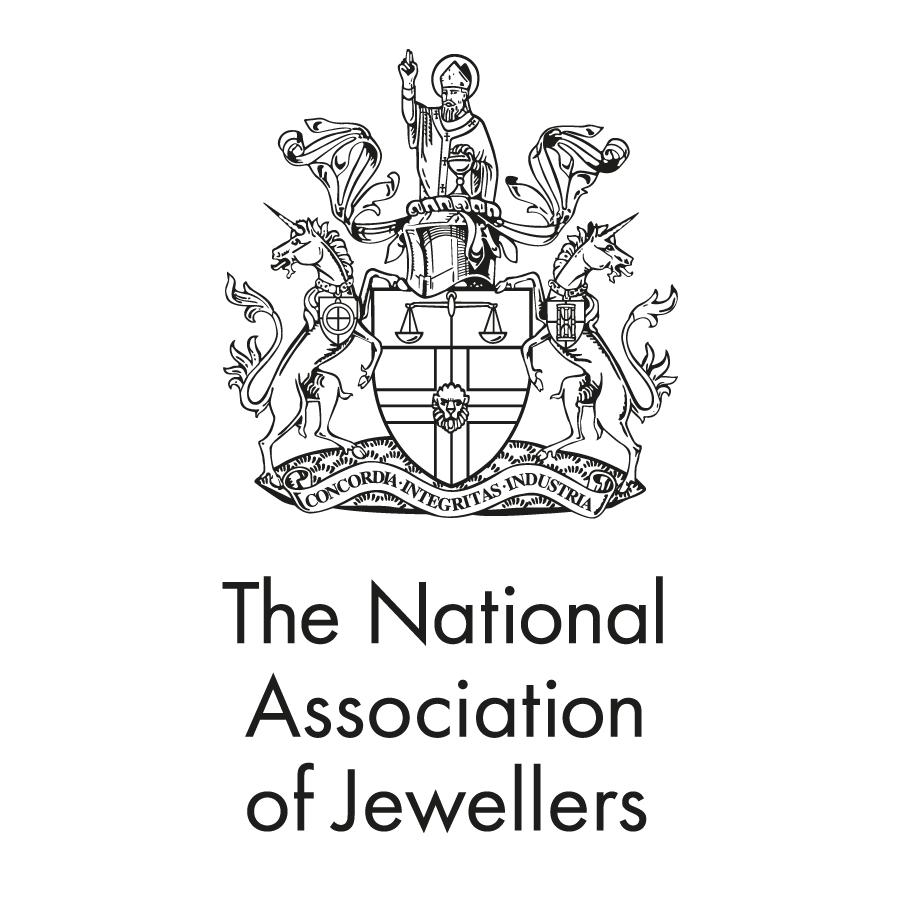 CONCORDIA·INTEGRITAS·INDUSTRIA
The National
Association
of Jewellers